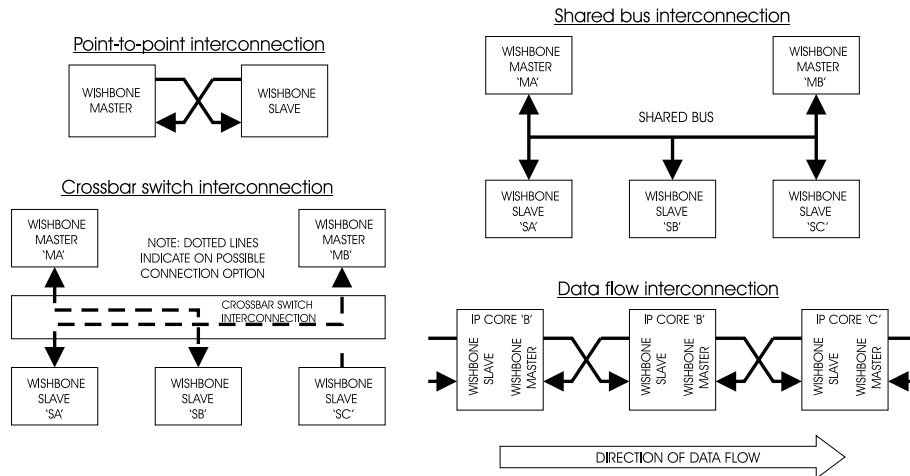 Point-to-point interconnection
WISHBONE
MASTER
WISHBONE
SLAVE
Shared bus interconnection
WISHBONE
MASTER
'MA'
WISHBONE
MASTER
'MB'
SHARED BUS
WISHBONE
SLAVE
'SA'
WISHBONE
SLAVE
'SB'
WISHBONE
SLAVE
'SC'
Crossbar switch interconnection
WISHBONE
MASTER
'MA'
NOTE: DOTTED LINES
INDICATE ON POSSIBLE
CONNECTION OPTION
WISHBONE
MASTER
'MB'
CROSSBAR SWITCH
INTERCONNECTION
WISHBONE
SLAVE
'SA'
WISHBONE
SLAVE
'SB'
WISHBONE
SLAVE
'SC'
Data flow interconnection
IP CORE 'B'
WISHBONE
SLAVE
WISHBONE
MASTER
IP CORE 'B'
WISHBONE
SLAVE
WISHBONE
MASTER
IP CORE 'C'
WISHBONE
SLAVE
WISHBONE
MASTER
DIRECTION OF DATA FLOW